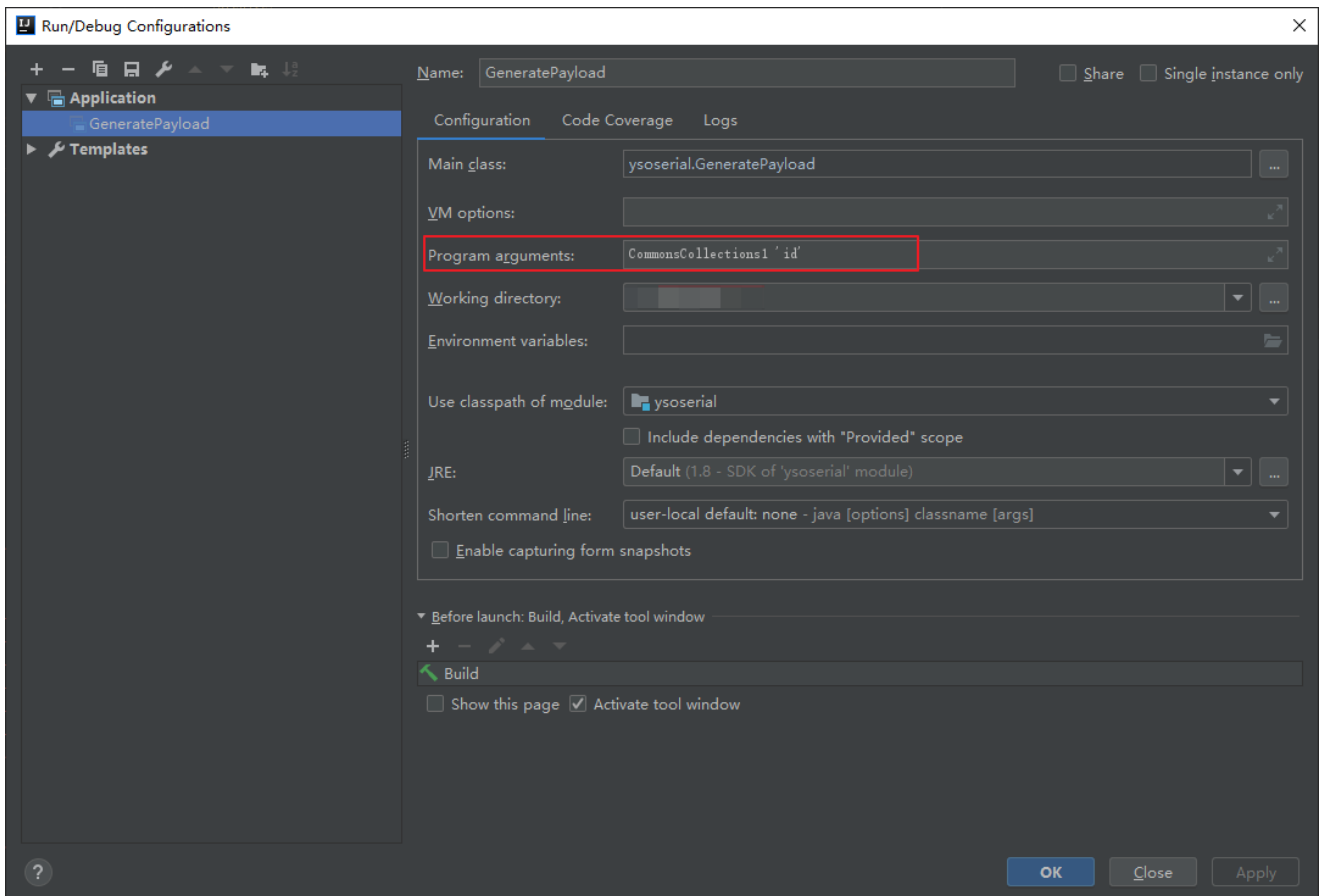 Run/Debug Configurations
Name: GeneratePayload Share Single instance only
Application
GeneratePayload
Templates
Configuration Code Coverage Logs
Main class: ysoserial.GeneratePayload ...
VM options:
Program arguments: CommonsCollections1 'id'
Working directory: ...
Environment variables:
Use classpath of module: ysoserial
Include dependencies with "Provided" scope
JRE: Default (1.8 - SDK of 'ysoserial' module) ...
Shorten command line: user-local default: none - java [options] classname [args]
Enable capturing form snapshots
Before launch: Build, Activate tool window
Build
Show this page Activate tool window
? OK Close Apply